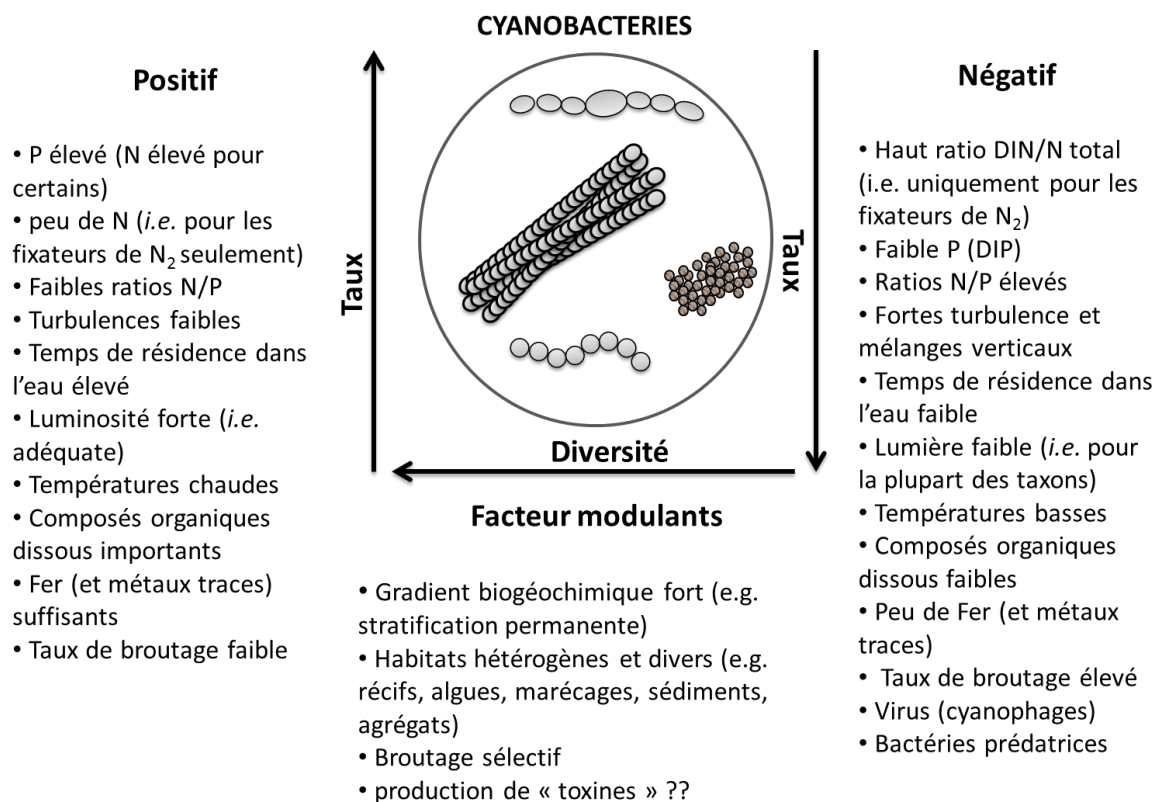 CYANOBACTERIES
Positif
• P élevé (N élevé pour
certains)
• peu de N (i.e. pour les
fixateurs de N₂ seulement)
• Faibles ratios N/P
• Turbulences faibles
• Temps de résidence dans
l'eau élevé
• Luminosité forte (i.e.
adéquate)
• Températures chaudes
• Composés organiques
dissous importants
• Fer (et métaux traces)
suffisants
• Taux de broutage faible
Taux
Taux
Diversité
Facteur modulants
• Gradient biogéochimique fort (e.g.
stratification permanente)
• Habitats hétérogènes et divers (e.g.
récifs, algues, marécages, sédiments,
agrégats)
• Broutage sélectif
• production de « toxines » ??
Négatif
• Haut ratio DIN/N total
(i.e. uniquement pour les
fixateurs de N₂)
• Faible P (DIP)
• Ratios N/P élevés
• Fortes turbulence et
mélanges verticaux
• Temps de résidence dans
l'eau faible
• Lumière faible (i.e. pour
la plupart des taxons)
• Températures basses
• Composés organiques
dissous faibles
• Peu de Fer (et métaux
traces)
• Taux de broutage élevé
• Virus (cyanophages)
• Bactéries prédatrices